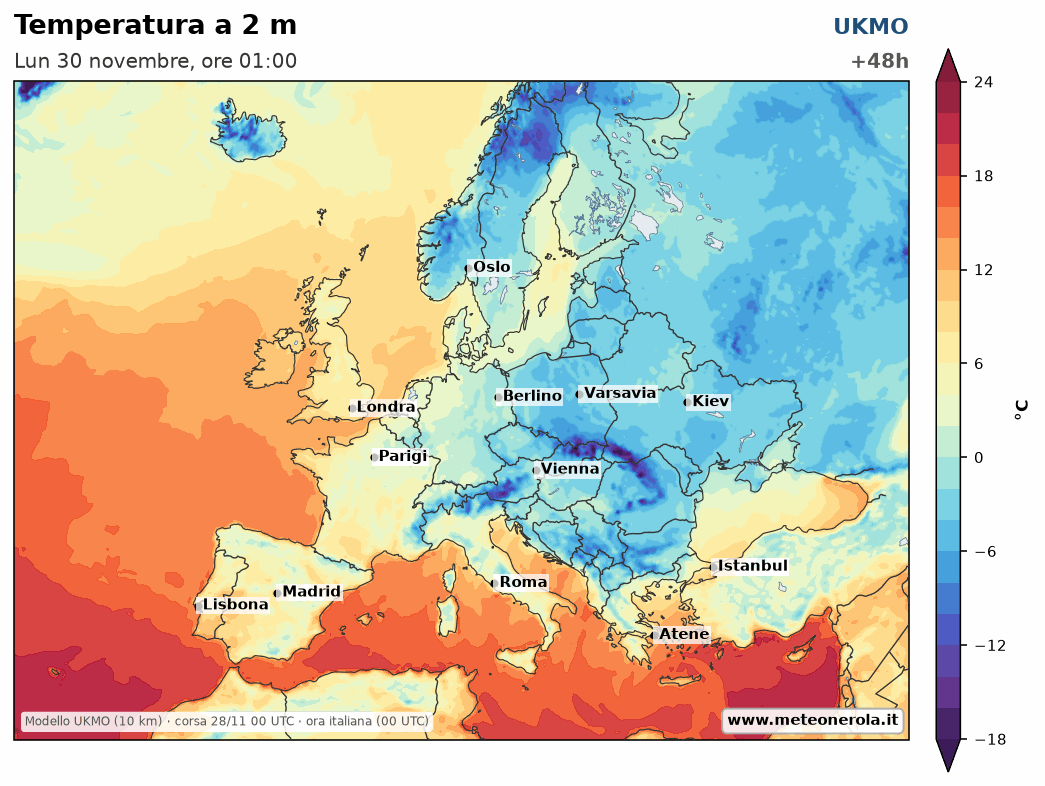 Temperatura a 2 m
UKMO
Lun 30 novembre, ore 01:00
+48h
24
18
12
6
0
−6
−12
−18
°C
Oslo
Berlino
Varsavia
Kiev
Londra
Parigi
Vienna
Istanbul
Roma
Madrid
Lisbona
Atene
Modello UKMO (10 km) · corsa 28/11 00 UTC · ora italiana (00 UTC)
www.meteonerola.it